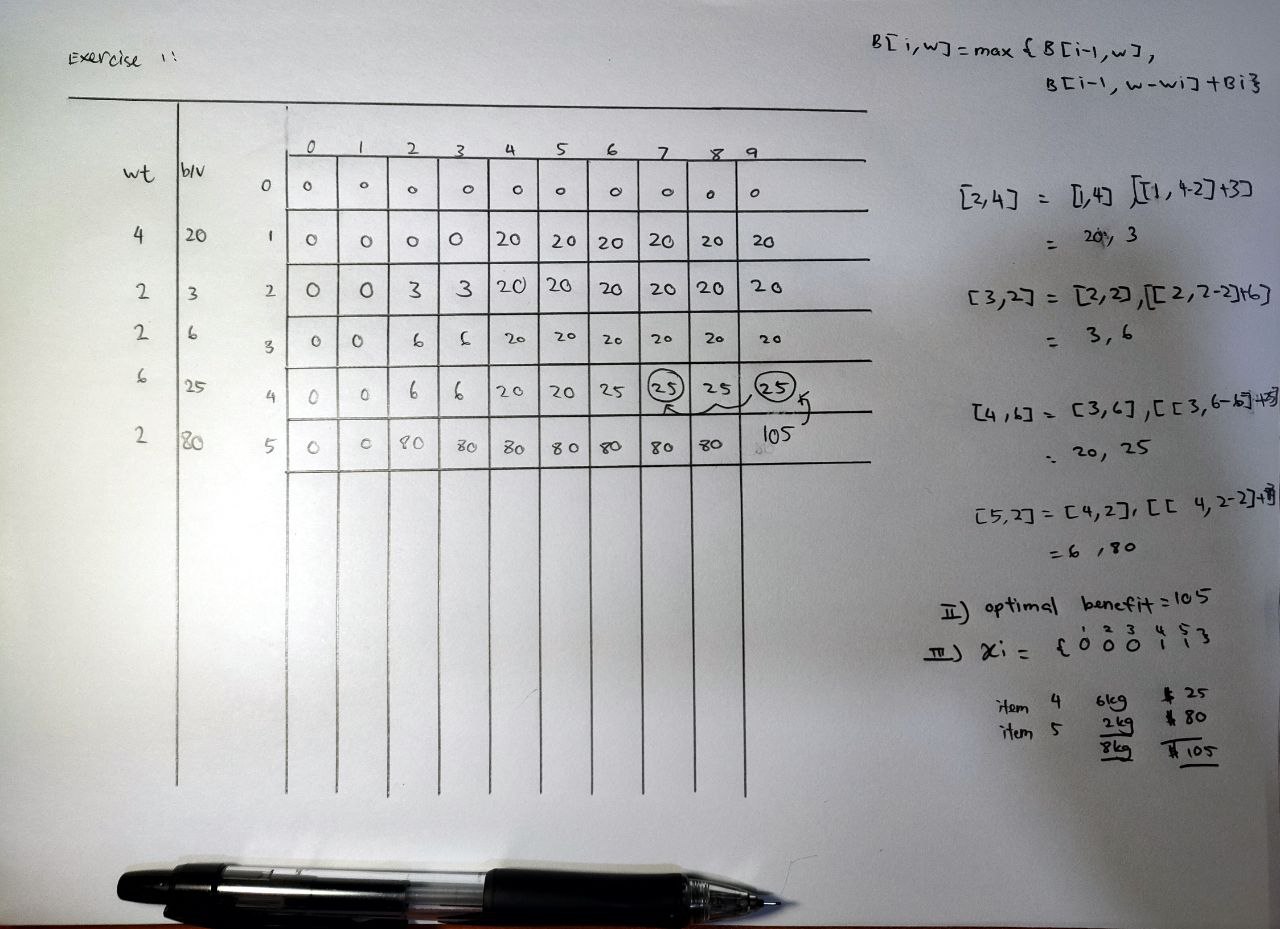 Exercise 1:
B[i,w] = max { B[i-1,w],
B[i-1, w-wi] + Bi }
0 1 2 3 4 5 6 7 8 9
wt b/v
0 0 0 0 0 0 0 0 0 0 0
4 20 1 0 0 0 0 20 20 20 20 20 20
2 3 2 0 0 3 3 20 20 20 20 20 20
2 6 3 0 0 6 6 20 20 20 20 20 20
6 25 4 0 0 6 6 20 20 25 25 25 25
2 80 5 0 0 80 80 80 80 80 80 80 105
[2,4] = [1,4] [[1, 4-2]+3]
= 20, 3
[3,2] = [2,2], [[2, 2-2]+6]
= 3, 6
[4,6] = [3,6], [[3, 6-6]+25]
= 20, 25
[5,2] = [4,2], [[ 4, 2-2]+
= 6, 80
II) optimal benefit = 105
1 2 3 4 5
III) xi = { 0 0 0 1 1 }
item 4 6kg $ 25
item 5 2kg $ 80
8kg $ 105